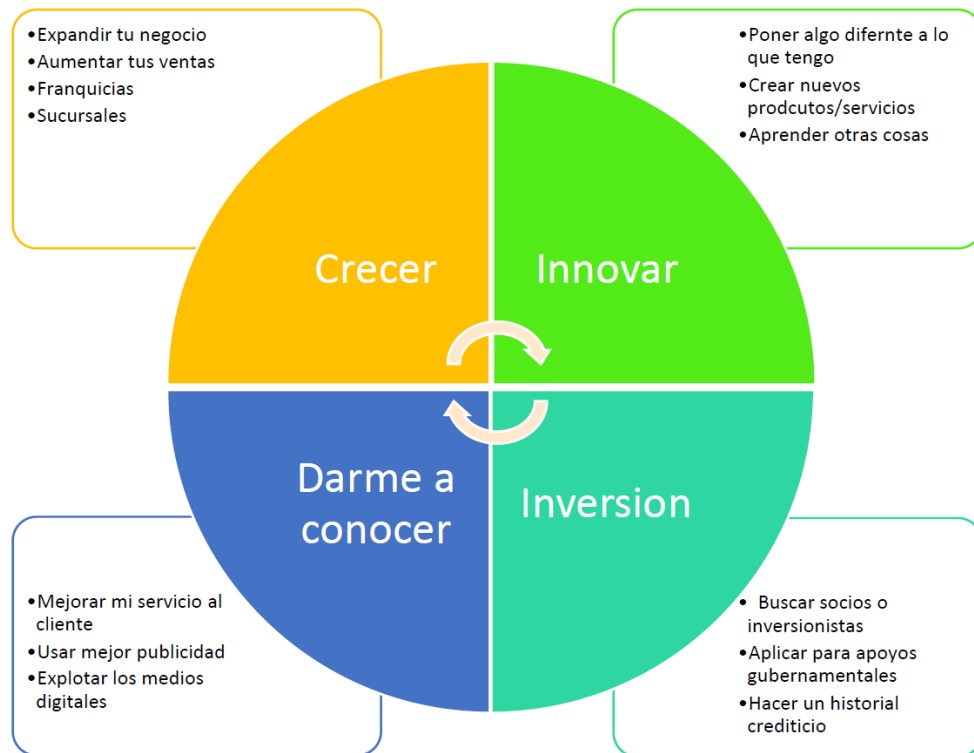 •Expandir tu negocio
•Aumentar tus ventas
•Franquicias
•Sucursales
•Poner algo difernte a lo
que tengo
•Crear nuevos
prodcutos/servicios
•Aprender otras cosas
Crecer
Innovar
Darme a
conocer
Inversion
•Mejorar mi servicio al
cliente
•Usar mejor publicidad
•Explotar los medios
digitales
• Buscar socios o
inversionistas
•Aplicar para apoyos
gubernamentales
•Hacer un historial
crediticio